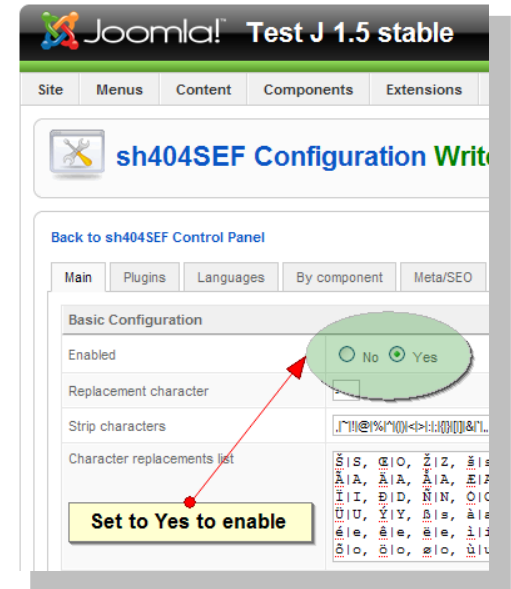 Joomla! Test J 1.5 stable
Site Menus Content Components Extensions
sh404SEF Configuration Write
Back to sh404SEF Control Panel
Main Plugins Languages By component Meta/SEO
Basic Configuration
Enabled No Yes
Replacement character -
Strip characters
Character replacements list
Š|S, Œ|O, Ž|Z, š|s
Ä|A, Å|A,
Ï|I, Ð|D, Ñ|N,
Ü|U, Ý|Y, ß|s, à|a
é|e, ê|e, ë|e, ì|i
õ|o, ö|o, ø|o, ù|u
Set to Yes to enable